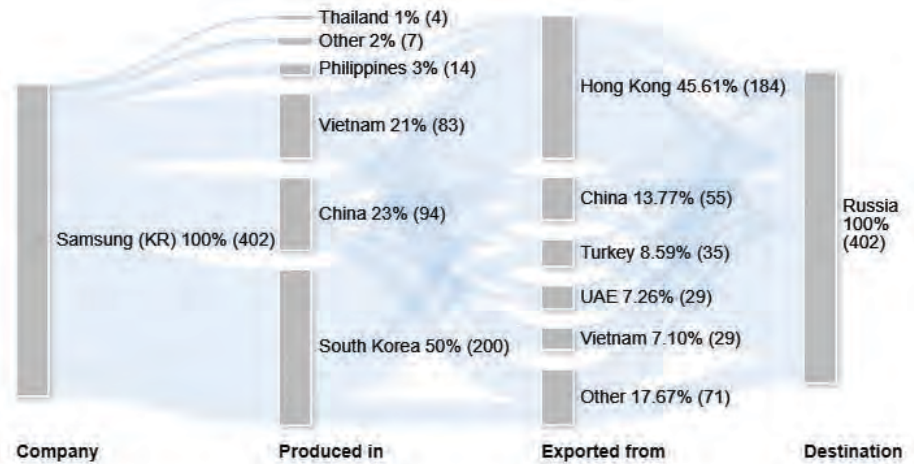 Thailand 1% (4)
Other 2% (7)
Philippines 3% (14)
Vietnam 21% (83)
China 23% (94)
Samsung (KR) 100% (402)
South Korea 50% (200)
Hong Kong 45.61% (184)
China 13.77% (55)
Turkey 8.59% (35)
UAE 7.26% (29)
Vietnam 7.10% (29)
Other 17.67% (71)
Russia
100%
(402)
Company
Produced in
Exported from
Destination